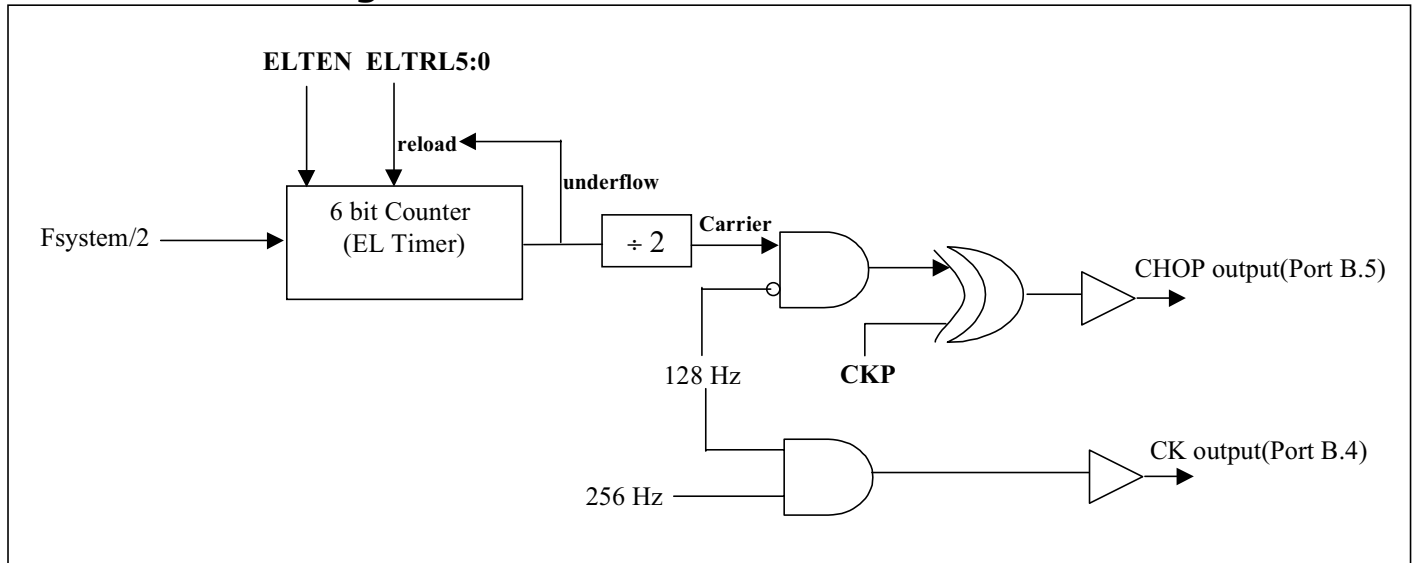 ELTEN ELTRL5:0
reload
underflow
6 bit Counter
(EL Timer)
Fsystem/2
÷ 2
Carrier
CHOP output(Port B.5)
128 Hz
CKP
CK output(Port B.4)
256 Hz